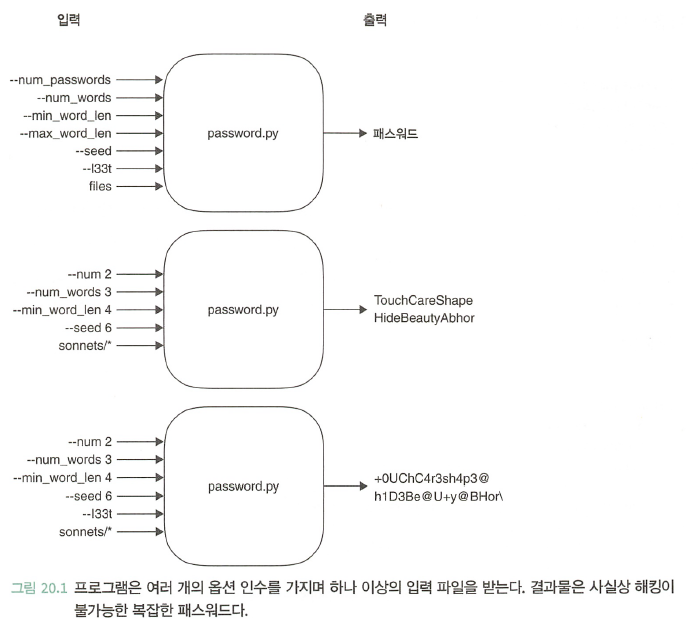 입력 출력
--num_passwords
--num_words
--min_word_len
--max_word_len
--seed
--l33t
files
password.py
패스워드
--num 2
--num_words 3
--min_word_len 4
--seed 6
sonnets/*
password.py
TouchCareShape
HideBeautyAbhor
--num 2
--num_words 3
--min_word_len 4
--seed 6
--l33t
sonnets/*
password.py
+0UChC4r3sh4p3@
h1D3Be@U+y@BHor\
그림 20.1 프로그램은 여러 개의 옵션 인수를 가지며 하나 이상의 입력 파일을 받는다. 결과물은 사실상 해킹이
불가능한 복잡한 패스워드다.